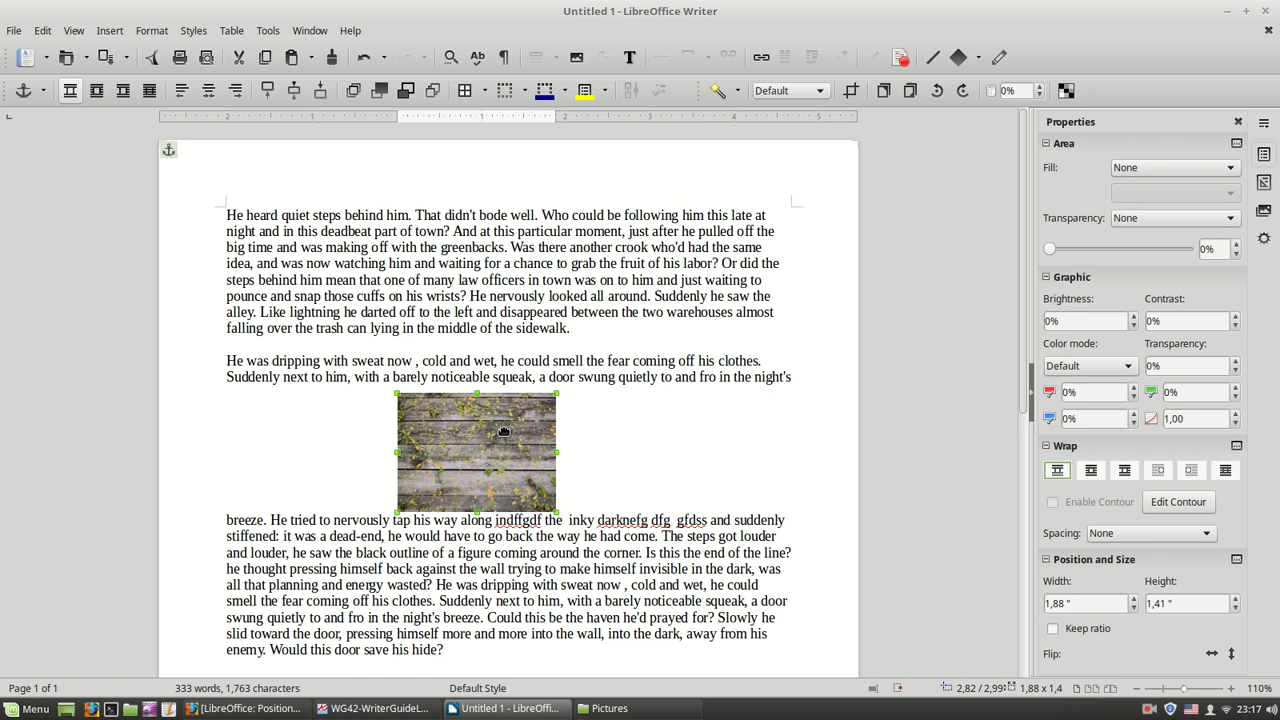 Untitled 1 - LibreOffice Writer
File Edit View Insert Format Styles Table Tools Window Help
Default
0%
2 1 2 3 4 5
Properties
Area
Fill: None
Transparency: None
0%
Graphic
Brightness: Contrast:
0% 0%
Color mode: Transparency:
Default 0%
0% 0%
0% 1,00
Wrap
Enable Contour Edit Contour
Spacing: None
Position and Size
Width: Height:
1,88 " 1,41 "
Keep ratio
Flip:
He heard quiet steps behind him. That didn't bode well. Who could be following him this late at
night and in this deadbeat part of town? And at this particular moment, just after he pulled off the
big time and was making off with the greenbacks. Was there another crook who'd had the same
idea, and was now watching him and waiting for a chance to grab the fruit of his labor? Or did the
steps behind him mean that one of many law officers in town was on to him and just waiting to
pounce and snap those cuffs on his wrists? He nervously looked all around. Suddenly he saw the
alley. Like lightning he darted off to the left and disappeared between the two warehouses almost
falling over the trash can lying in the middle of the sidewalk.
He was dripping with sweat now , cold and wet, he could smell the fear coming off his clothes.
Suddenly next to him, with a barely noticeable squeak, a door swung quietly to and fro in the night's
breeze. He tried to nervously tap his way along indffgdf the inky darknefg dfg gfdss and suddenly
stiffened: it was a dead-end, he would have to go back the way he had come. The steps got louder
and louder, he saw the black outline of a figure coming around the corner. Is this the end of the line?
he thought pressing himself back against the wall trying to make himself invisible in the dark, was
all that planning and energy wasted? He was dripping with sweat now , cold and wet, he could
smell the fear coming off his clothes. Suddenly next to him, with a barely noticeable squeak, a door
swung quietly to and fro in the night's breeze. Could this be the haven he'd prayed for? Slowly he
slid toward the door, pressing himself more and more into the wall, into the dark, away from his
enemy. Would this door save his hide?
Page 1 of 1 333 words, 1,763 characters Default Style 2,82 / 2,99 1,88 x 1,4 110%
Menu [LibreOffice: Position... WG42-WriterGuideL... Untitled 1 - LibreOffi... Pictures 23:17